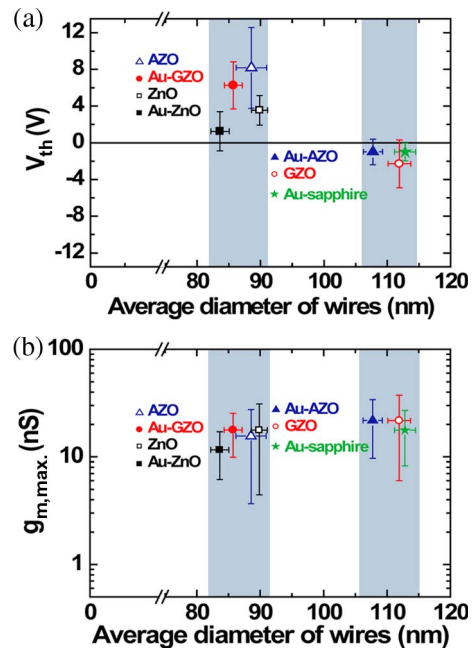 (a)
12
8
4
0
-4
-8
-12
V_th (V)
AZO
Au-GZO
ZnO
Au-ZnO
Au-AZO
GZO
Au-sapphire
0 80 90 100 110 120
Average diameter of wires (nm)
(b)
100
10
1
g_m,max. (nS)
AZO
Au-GZO
ZnO
Au-ZnO
Au-AZO
GZO
Au-sapphire
0 80 90 100 110 120
Average diameter of wires (nm)